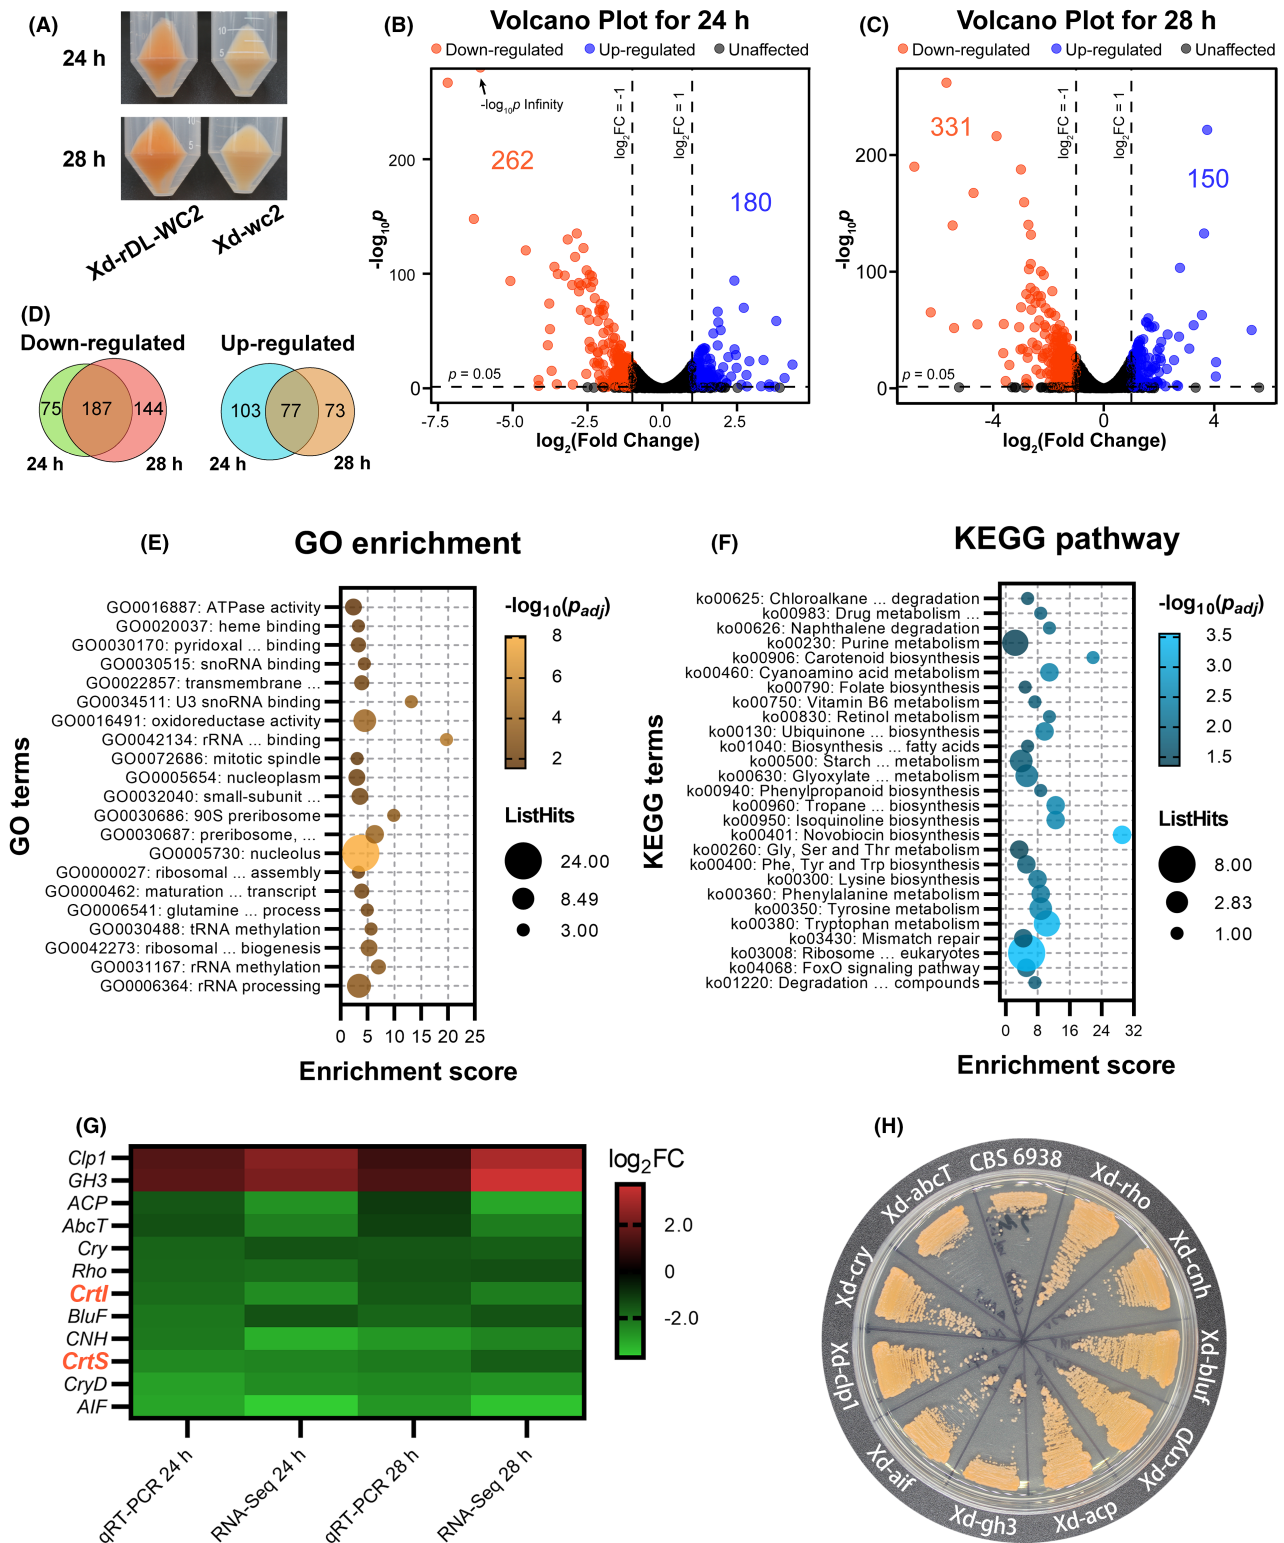 (A)
24 h
28 h
Xd-rDL-WC2
Xd-wc2
(B)
Volcano Plot for 24 h
Down-regulated
Up-regulated
Unaffected
-log₁₀p Infinity
log₂FC = -1
log₂FC = 1
262
180
p = 0.05
-log₁₀p
200
100
0
-7.5
-5.0
-2.5
0.0
2.5
log₂(Fold Change)
(C)
Volcano Plot for 28 h
Down-regulated
Up-regulated
Unaffected
log₂FC = -1
log₂FC = 1
331
150
p = 0.05
-log₁₀p
200
100
0
-4
0
4
log₂(Fold Change)
(D)
Down-regulated
75
187
144
24 h
28 h
Up-regulated
103
77
73
24 h
28 h
(E)
GO enrichment
GO terms
GO0016887: ATPase activity
GO0020037: heme binding
GO0030170: pyridoxal ... binding
GO0030515: snoRNA binding
GO0022857: transmembrane ...
GO0034511: U3 snoRNA binding
GO0016491: oxidoreductase activity
GO0042134: rRNA ... binding
GO0072686: mitotic spindle
GO0005654: nucleoplasm
GO0032040: small-subunit ...
GO0030686: 90S preribosome
GO0030687: preribosome, ...
GO0005730: nucleolus
GO0000027: ribosomal ... assembly
GO0000462: maturation ... transcript
GO0006541: glutamine ... process
GO0030488: tRNA methylation
GO0042273: ribosomal ... biogenesis
GO0031167: rRNA methylation
GO0006364: rRNA processing
0 5 10 15 20 25
Enrichment score
-log₁₀(p_adj)
8
6
4
2
ListHits
24.00
8.49
3.00
(F)
KEGG pathway
KEGG terms
ko00625: Chloroalkane ... degradation
ko00983: Drug metabolism ...
ko00626: Naphthalene degradation
ko00230: Purine metabolism
ko00906: Carotenoid biosynthesis
ko00460: Cyanoamino acid metabolism
ko00790: Folate biosynthesis
ko00750: Vitamin B6 metabolism
ko00830: Retinol metabolism
ko00130: Ubiquinone ... biosynthesis
ko01040: Biosynthesis ... fatty acids
ko00500: Starch ... metabolism
ko00630: Glyoxylate ... metabolism
ko00940: Phenylpropanoid biosynthesis
ko00960: Tropane ... biosynthesis
ko00950: Isoquinoline biosynthesis
ko00401: Novobiocin biosynthesis
ko00260: Gly, Ser and Thr metabolism
ko00400: Phe, Tyr and Trp biosynthesis
ko00300: Lysine biosynthesis
ko00360: Phenylalanine metabolism
ko00350: Tyrosine metabolism
ko00380: Tryptophan metabolism
ko03430: Mismatch repair
ko03008: Ribosome ... eukaryotes
ko04068: FoxO signaling pathway
ko01220: Degradation ... compounds
0 8 16 24 32
Enrichment score
-log₁₀(p_adj)
3.5
3.0
2.5
2.0
1.5
ListHits
8.00
2.83
1.00
(G)
Clp1
GH3
ACP
AbcT
Cry
Rho
CrtI
BluF
CNH
CrtS
CryD
AIF
qRT-PCR 24 h
RNA-Seq 24 h
qRT-PCR 28 h
RNA-Seq 28 h
log₂FC
2.0
0
-2.0
(H)
CBS 6938
Xd-rho
Xd-cnh
Xd-bluf
Xd-cryD
Xd-acp
Xd-gh3
Xd-aif
Xd-clp1
Xd-cry
Xd-abcT